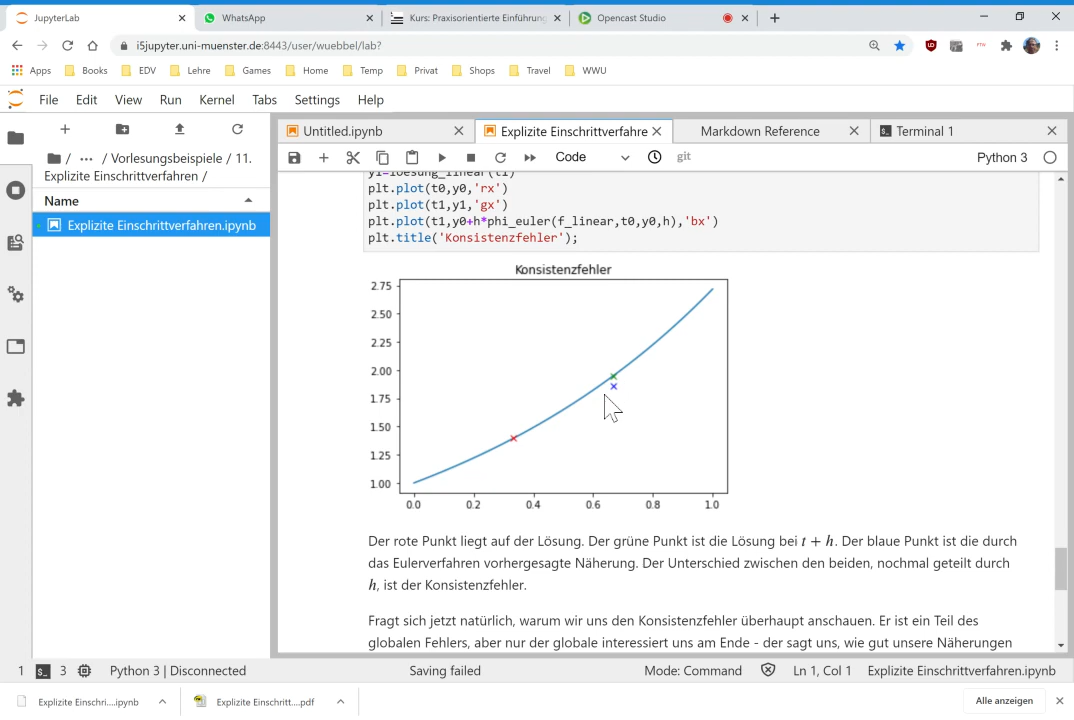 JupyterLab
WhatsApp
Kurs: Praxisorientierte Einführung
Opencast Studio
i5jupyter.uni-muenster.de:8443/user/wuebbel/lab?
Apps Books EDV Lehre Games Home Temp Privat Shops Travel WWU
File Edit View Run Kernel Tabs Settings Help
/ ··· / Vorlesungsbeispiele / 11.
Explizite Einschrittverfahren /
Name
Explizite Einschrittverfahren.ipynb
Untitled.ipynb
Explizite Einschrittverfahre
Markdown Reference
Terminal 1
Code
git
Python 3
y1=loesung_linear(t1)
plt.plot(t0,y0,'rx')
plt.plot(t1,y1,'gx')
plt.plot(t1,y0+h*phi_euler(f_linear,t0,y0,h),'bx')
plt.title('Konsistenzfehler');
Konsistenzfehler
2.75
2.50
2.25
2.00
1.75
1.50
1.25
1.00
0.0 0.2 0.4 0.6 0.8 1.0
Der rote Punkt liegt auf der Lösung. Der grüne Punkt ist die Lösung bei t + h. Der blaue Punkt ist die durch
das Eulerverfahren vorhergesagte Näherung. Der Unterschied zwischen den beiden, nochmal geteilt durch
h, ist der Konsistenzfehler.
Fragt sich jetzt natürlich, warum wir uns den Konsistenzfehler überhaupt anschauen. Er ist ein Teil des
globalen Fehlers, aber nur der globale interessiert uns am Ende - der sagt uns, wie gut unsere Näherungen
1 3 Python 3 | Disconnected Saving failed Mode: Command Ln 1, Col 1 Explizite Einschrittverfahren.ipynb
Explizite Einschri....ipynb
Explizite Einschritt....pdf
Alle anzeigen